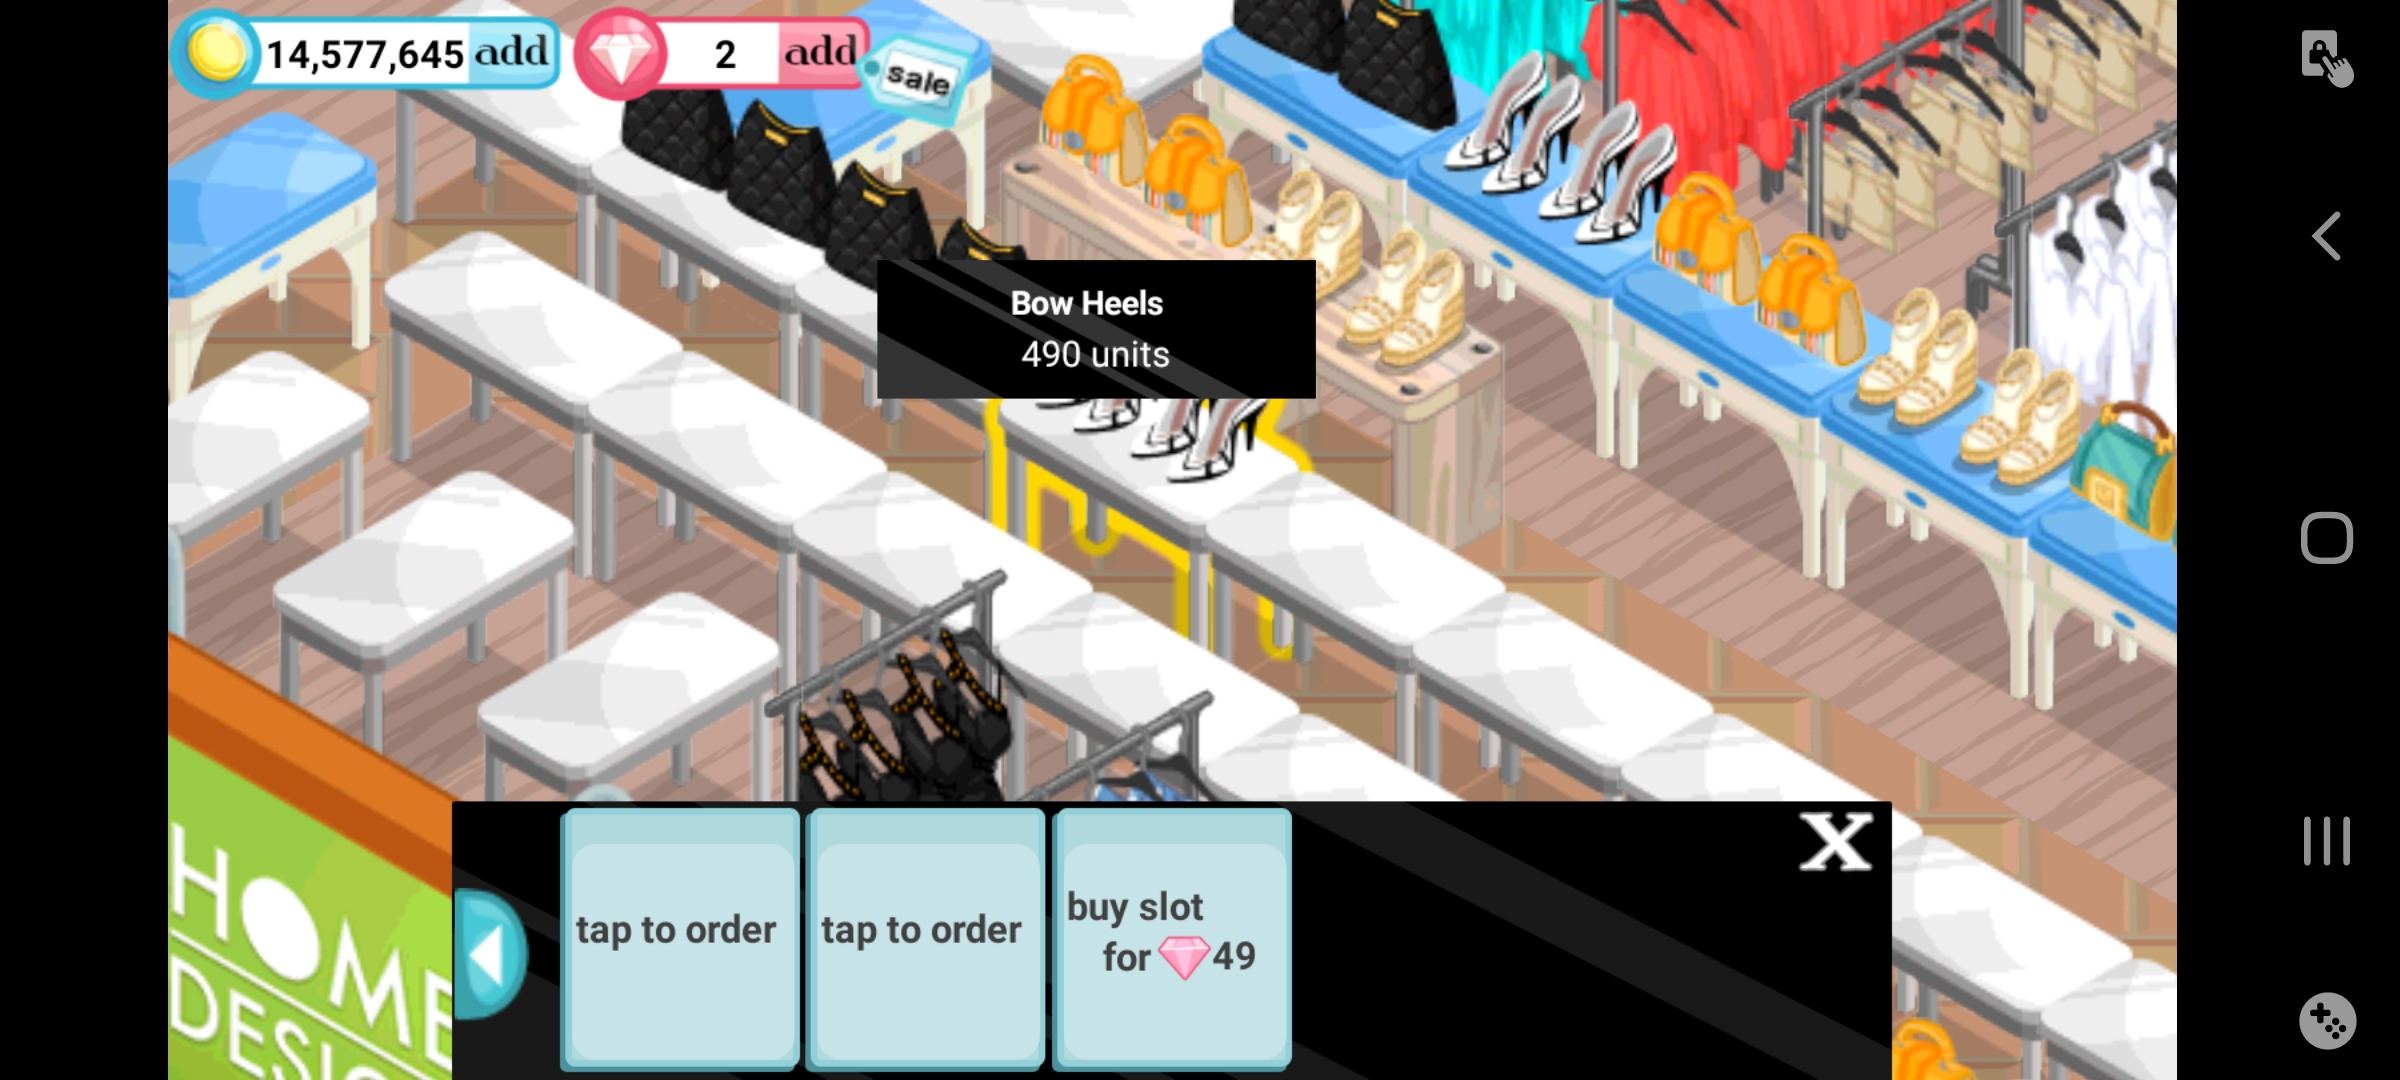 14,577,645 add
2 add
sale
Bow Heels
490 units
tap to order
tap to order
buy slot
for 49
X
HOME